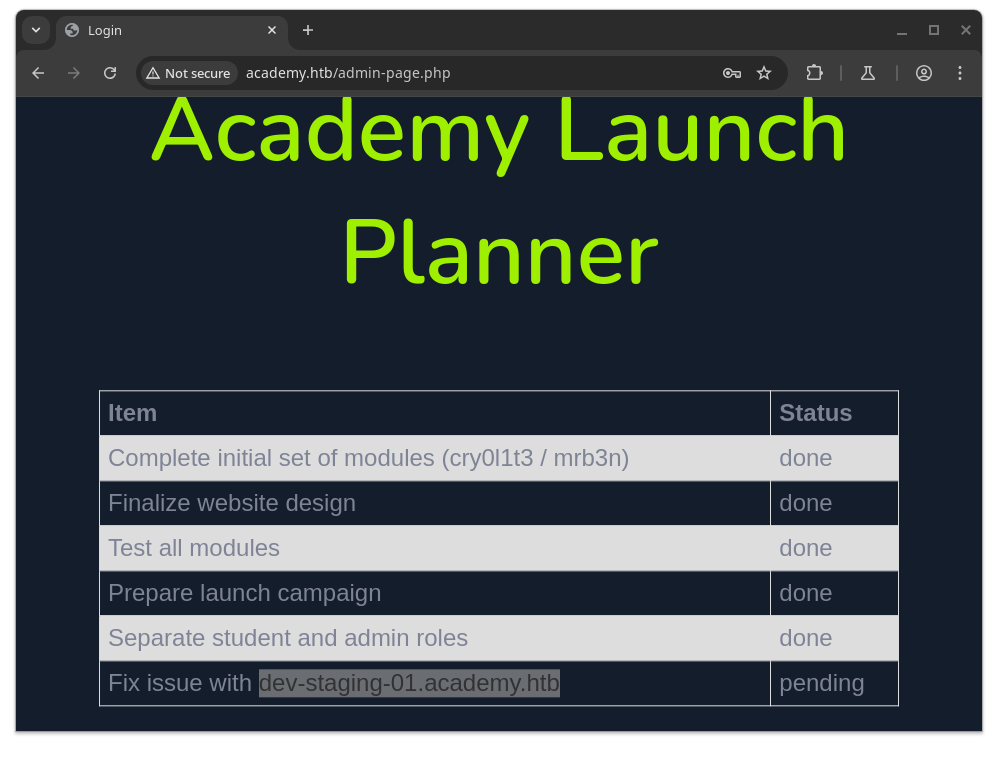 Login
Not secure academy.htb/admin-page.php
Academy Launch
Planner
Item Status
Complete initial set of modules (cry0l1t3 / mrb3n) done
Finalize website design done
Test all modules done
Prepare launch campaign done
Separate student and admin roles done
Fix issue with dev-staging-01.academy.htb pending